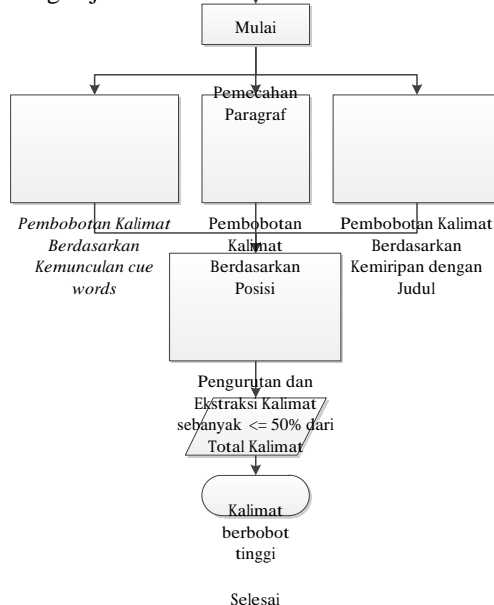 Mulai
Pemecahan
Paragraf
Pembobotan Kalimat
Berdasarkan
Kemunculan cue
words
Pembobotan
Kalimat
Berdasarkan
Posisi
Pembobotan Kalimat
Berdasarkan
Kemiripan dengan
Judul
Pengurutan dan
Ekstraksi Kalimat
sebanyak <= 50% dari
Total Kalimat
Kalimat
berbobot
tinggi
Selesai